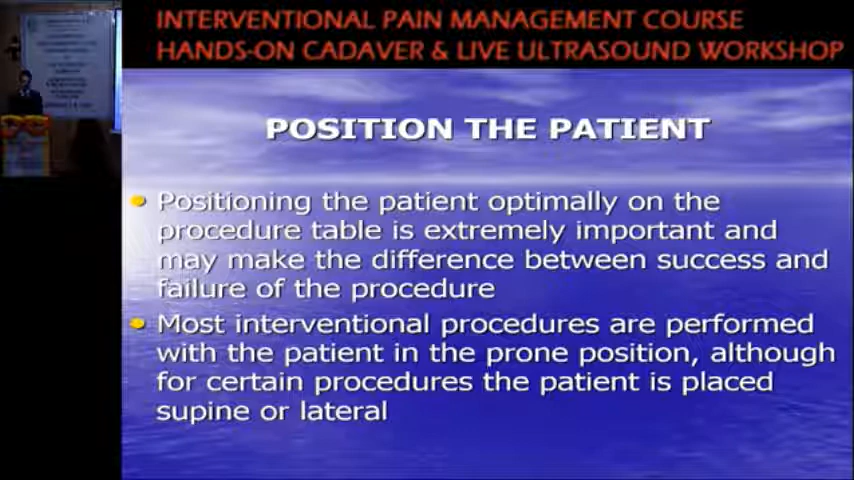 INTERVENTIONAL PAIN MANAGEMENT COURSE
HANDS-ON CADAVER & LIVE ULTRASOUND WORKSHOP
POSITION THE PATIENT
Positioning the patient optimally on the
procedure table is extremely important and
may make the difference between success and
failure of the procedure
Most interventional procedures are performed
with the patient in the prone position, although
for certain procedures the patient is placed
supine or lateral